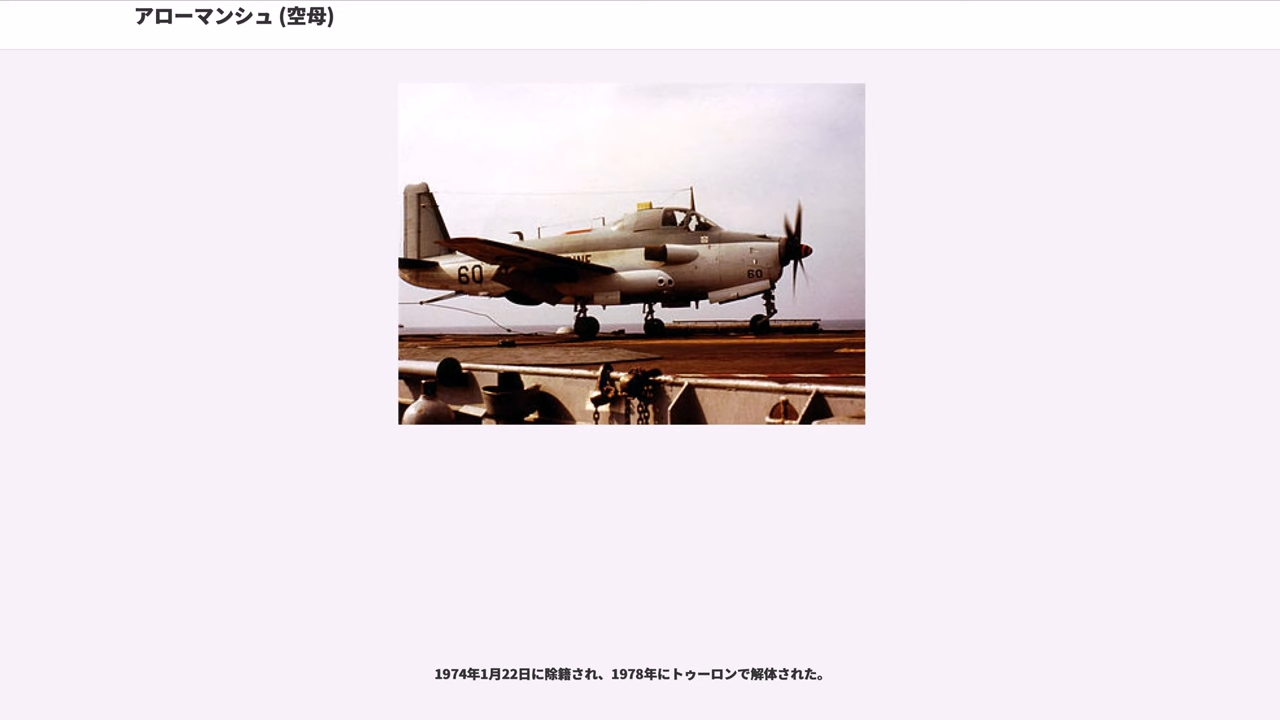 アローマンシュ (空母)
60
60
1974年1月22日に除籍され、1978年にトゥーロンで解体された。